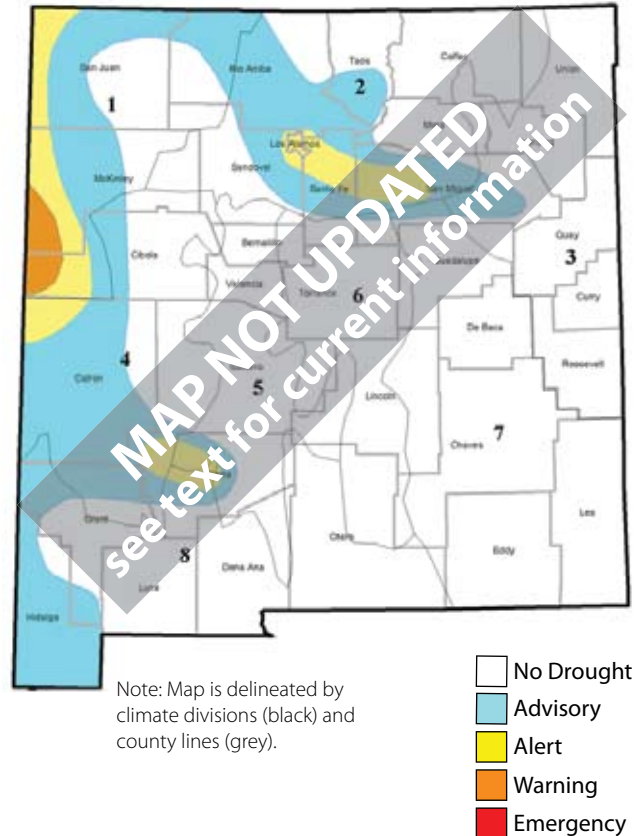 Taos
Colfax
San Juan
Rio Arriba
Union
2
1
Mora
Los Alamos
McKinley
Sandoval
Santa Fe
San Miguel
Quay
Bernalillo
3
Cibola
Guadalupe
Valencia
Torrance
6
Curry
De Baca
4
Roosevelt
Catron
5
Lincoln
7
Chaves
MAP NOT UPDATED
see text for current information
Lea
Grant
Otero
8
Eddy
Dona Ana
Luna
Hidalgo
Note: Map is delineated by
climate divisions (black) and
county lines (grey).
No Drought
Advisory
Alert
Warning
Emergency